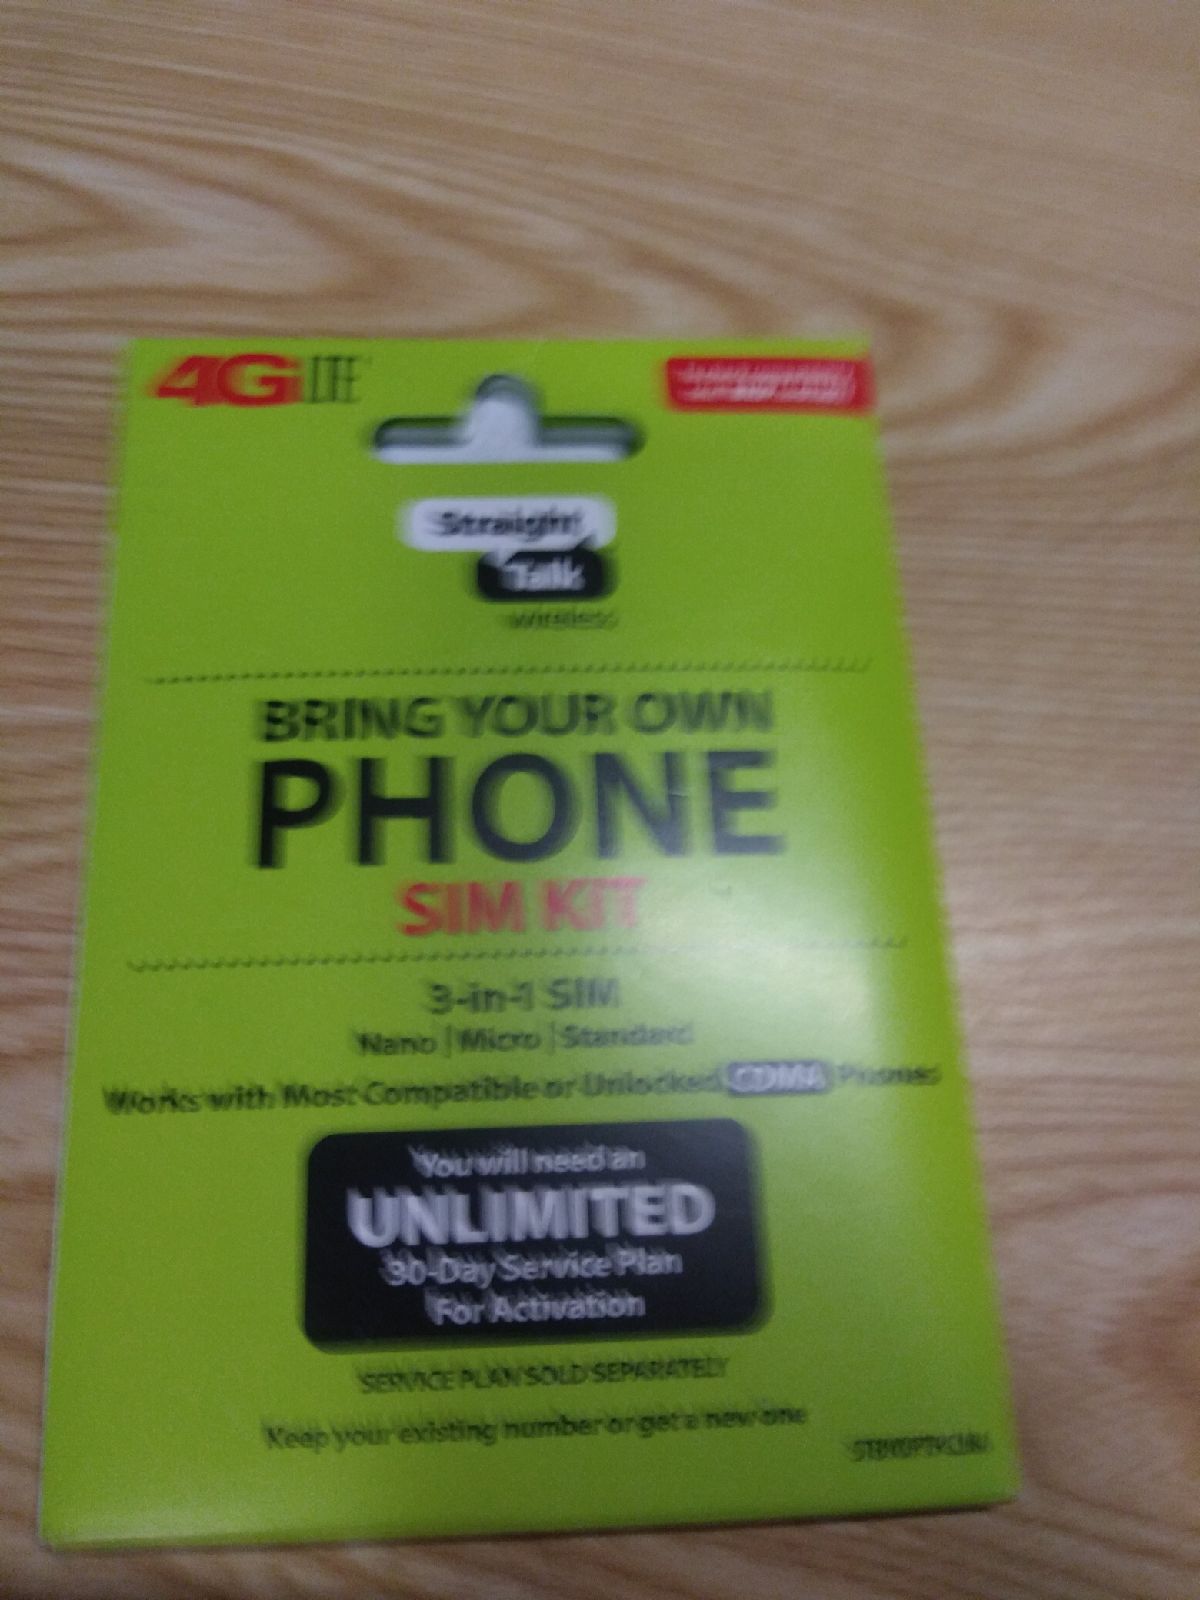 4G LTE
Straight
Talk
wireless
BRING YOUR OWN
PHONE
SIM KIT
3-in-1 SIM
Nano | Micro | Standard
Works with Most Compatible or Unlocked CDMA Phones
You will need an
UNLIMITED
30-Day Service Plan
For Activation
SERVICE PLAN SOLD SEPARATELY
Keep your existing number or get a new one